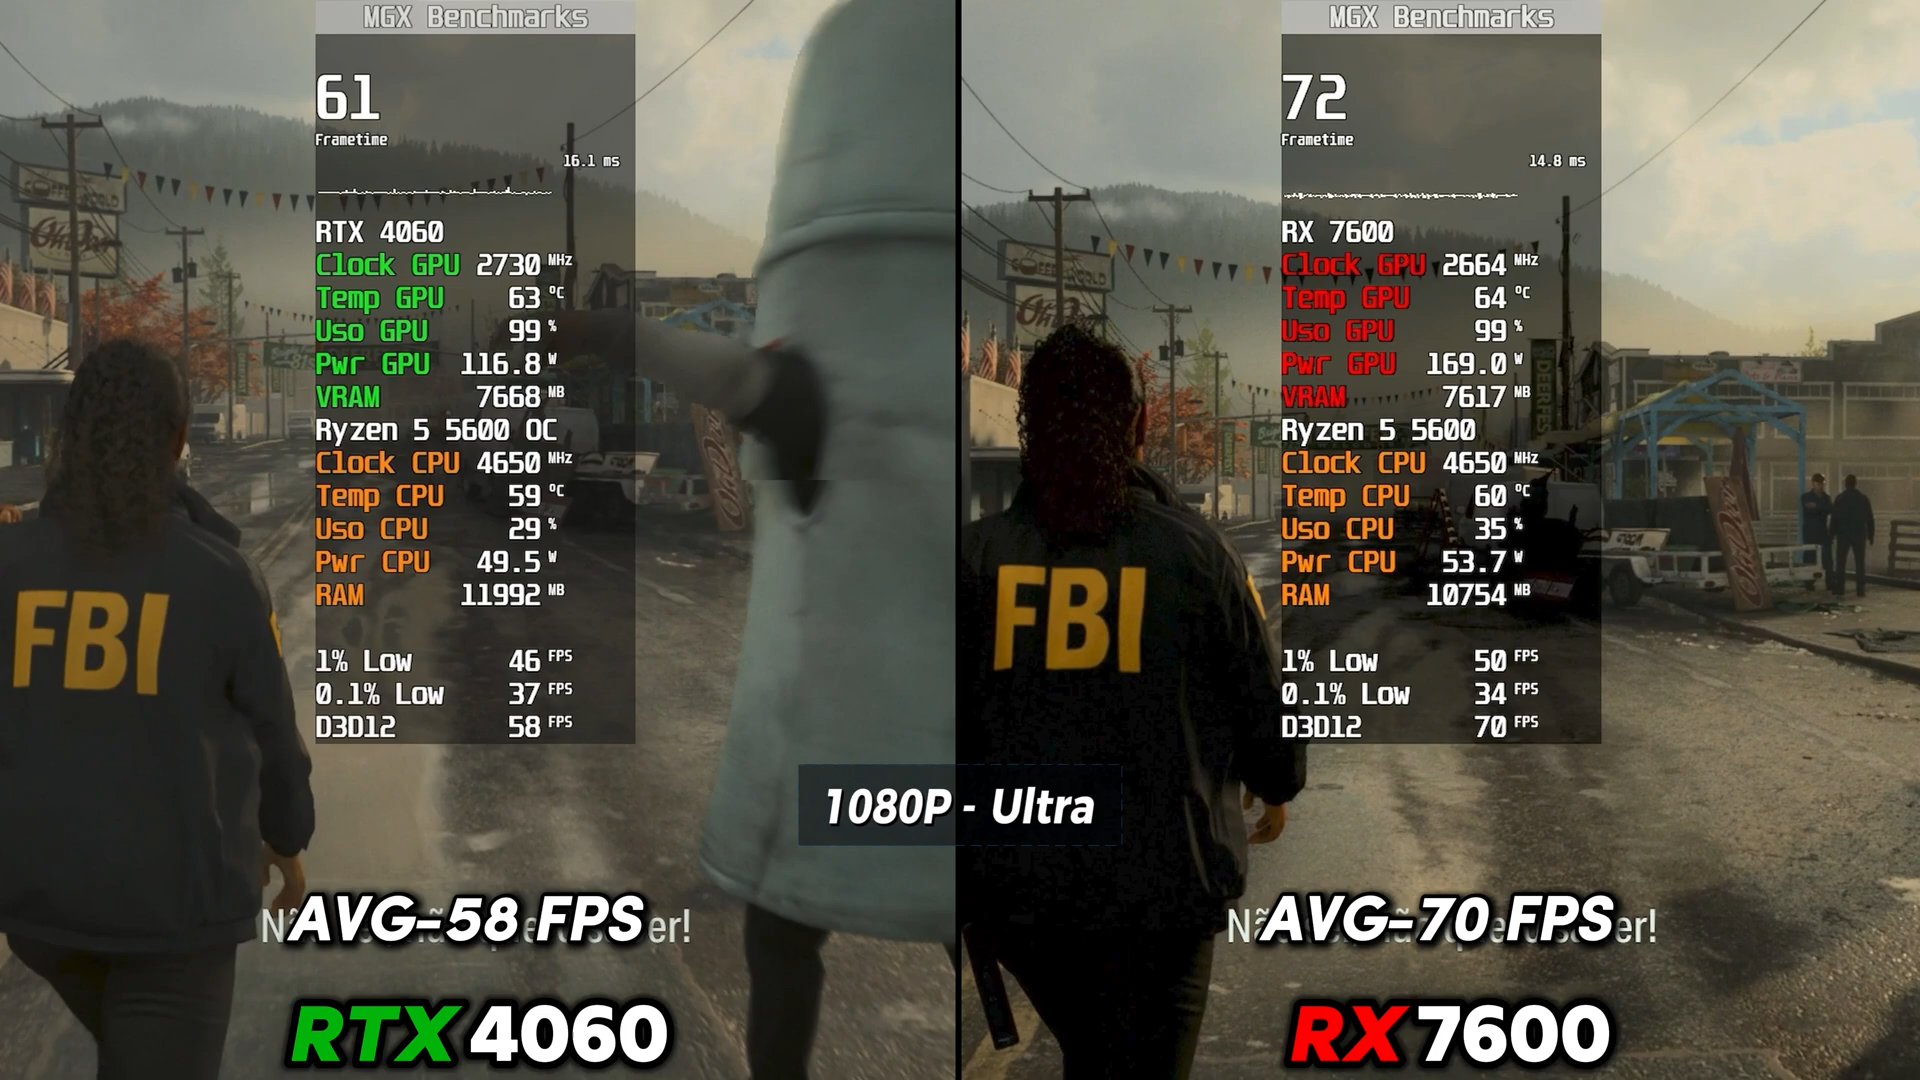 MGX Benchmarks
61
Frametime
16.1 ms
RTX 4060
Clock GPU 2730 MHz
Temp GPU 63 ºC
Uso GPU 99 %
Pwr GPU 116.8 W
VRAM 7668 MB
Ryzen 5 5600 OC
Clock CPU 4650 MHz
Temp CPU 59 ºC
Uso CPU 29 %
Pwr CPU 49.5 W
RAM 11992 MB
1% Low 46 FPS
0.1% Low 37 FPS
D3D12 58 FPS
FBI
AVG-58 FPS
RTX 4060
MGX Benchmarks
72
Frametime
14.8 ms
RX 7600
Clock GPU 2664 MHz
Temp GPU 64 ºC
Uso GPU 99 %
Pwr GPU 169.0 W
VRAM 7617 MB
Ryzen 5 5600
Clock CPU 4650 MHz
Temp CPU 60 ºC
Uso CPU 35 %
Pwr CPU 53.7 W
RAM 10754 MB
1% Low 50 FPS
0.1% Low 34 FPS
D3D12 70 FPS
FBI
1080P - Ultra
AVG-70 FPS
RX 7600